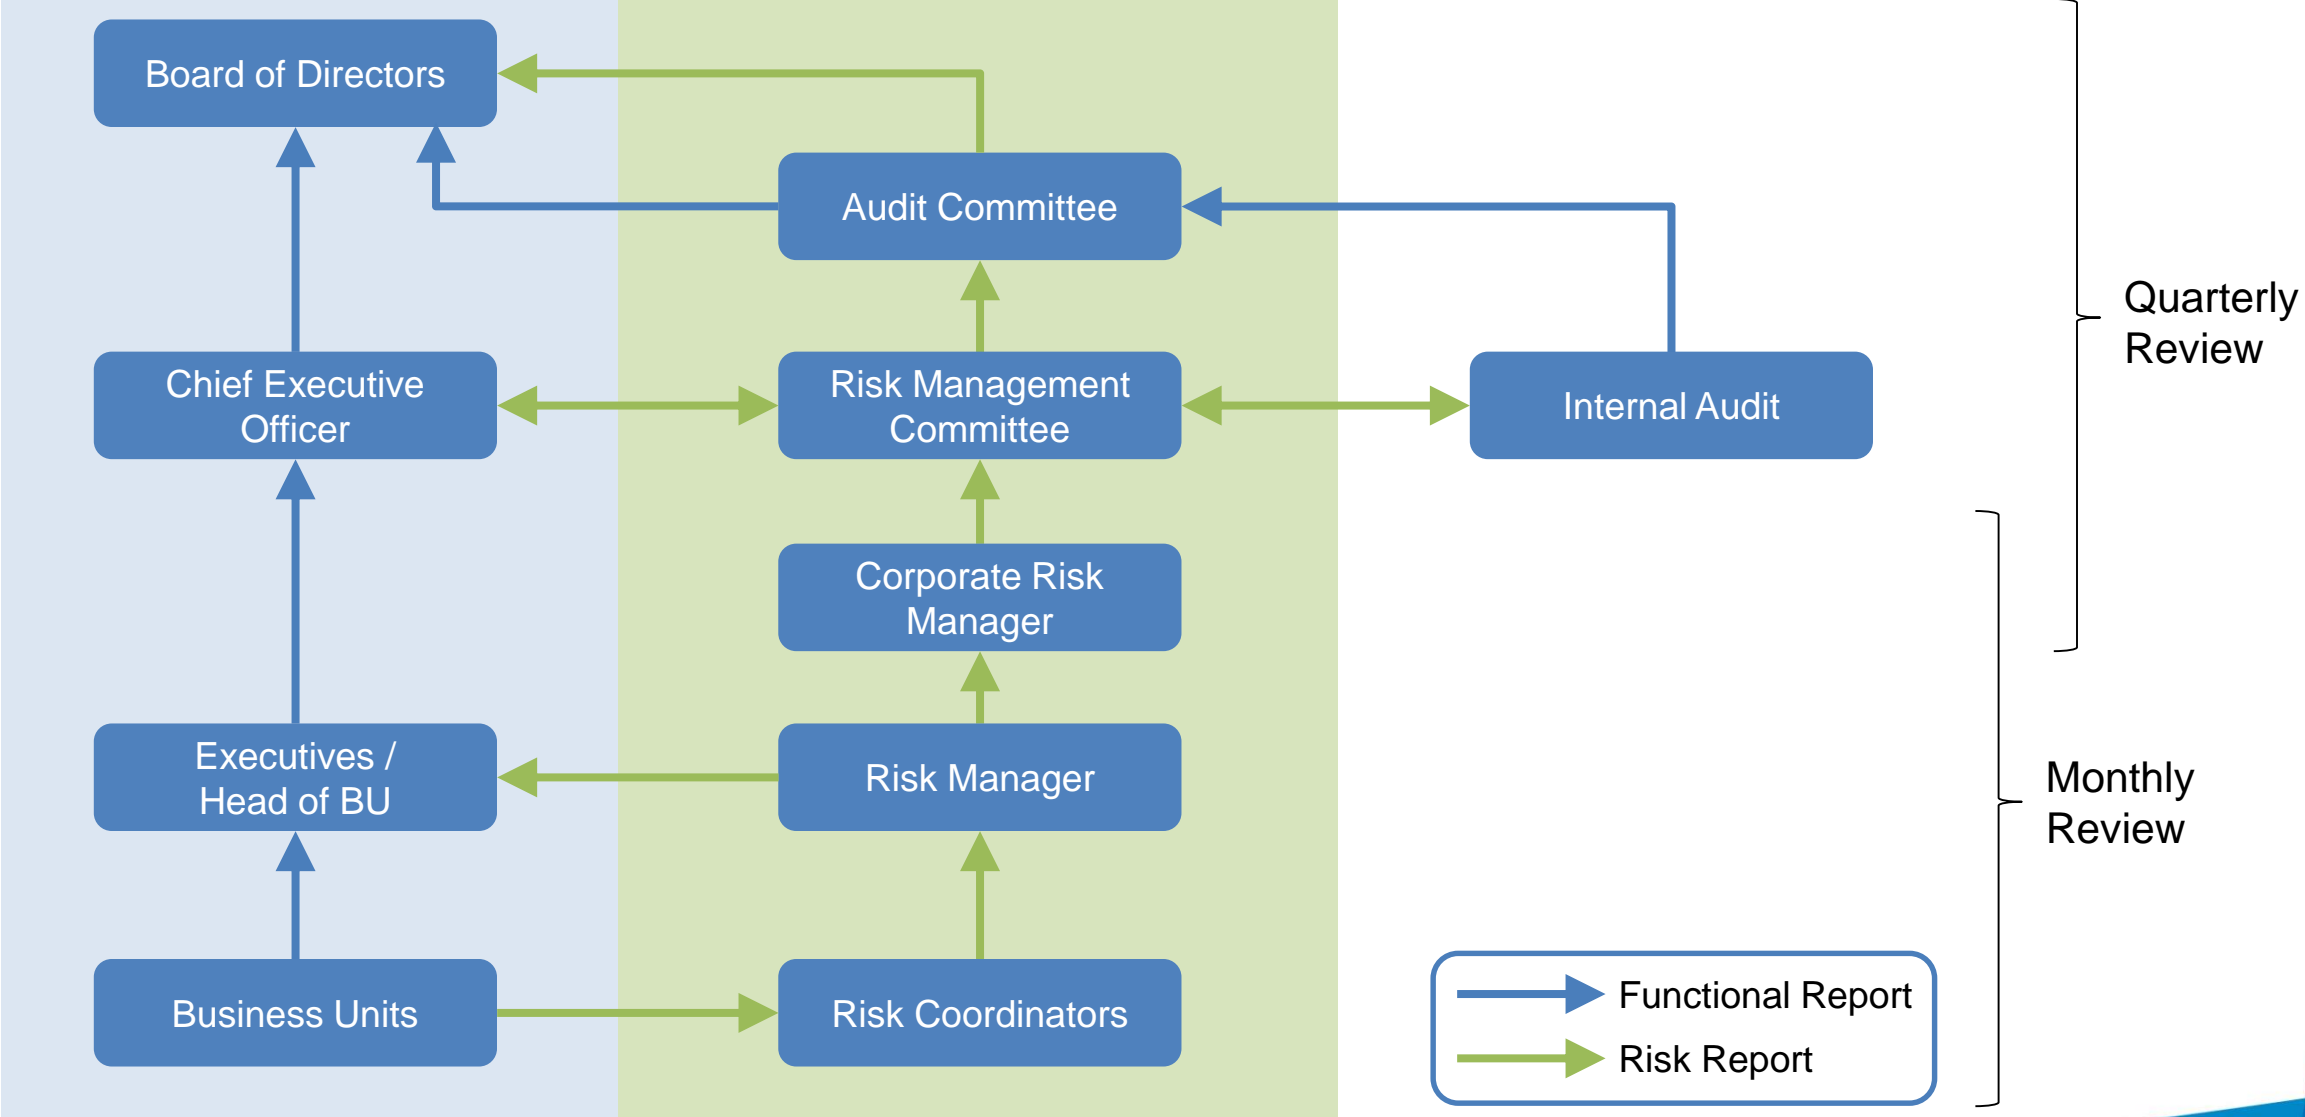 Board of Directors
Audit Committee
Chief Executive
Officer
Risk Management
Committee
Internal Audit
Quarterly
Review
Corporate Risk
Manager
Executives /
Head of BU
Risk Manager
Monthly
Review
Business Units
Risk Coordinators
Functional Report
Risk Report